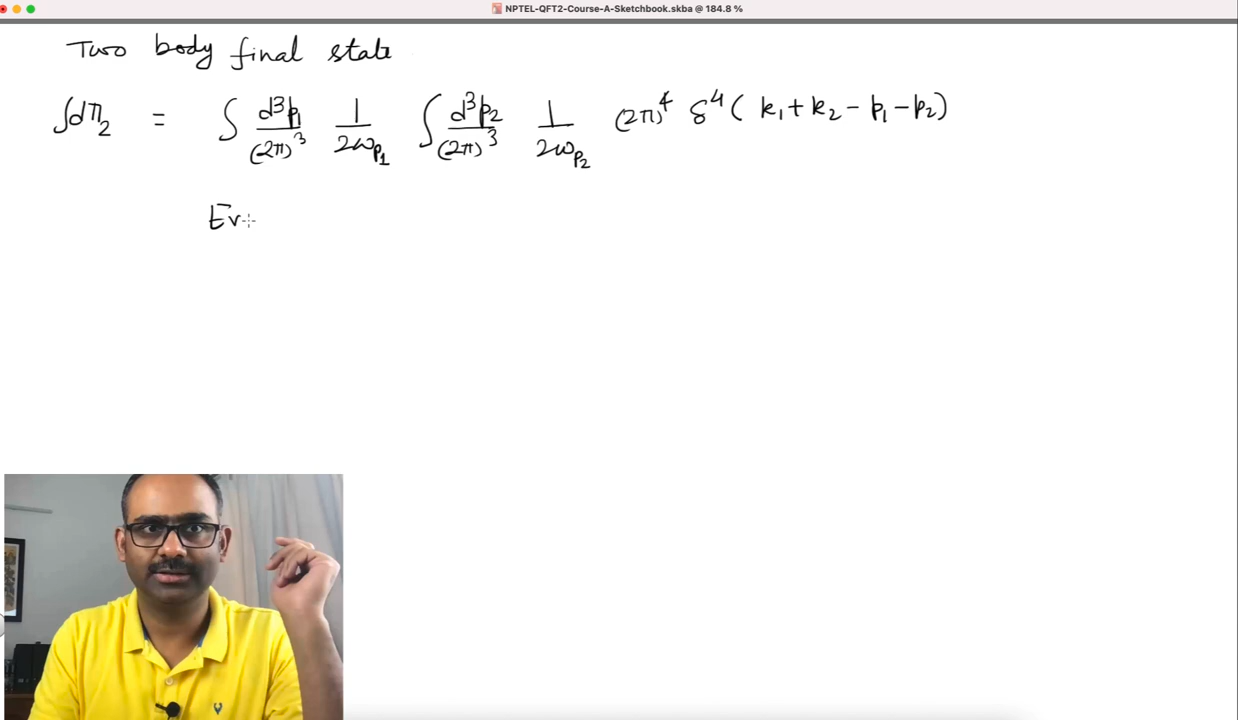 NPTEL-QFT2-Course-A-Sketchbook.skba @ 184.8 %
Two body final state
∫dπ₂ = ∫ d³p₁/(2π)³ 1/2ω_p₁ ∫ d³p₂/(2π)³ 1/2ω_p₂ (2π)⁴ δ⁴(k₁+k₂−p₁−p₂)
Ev